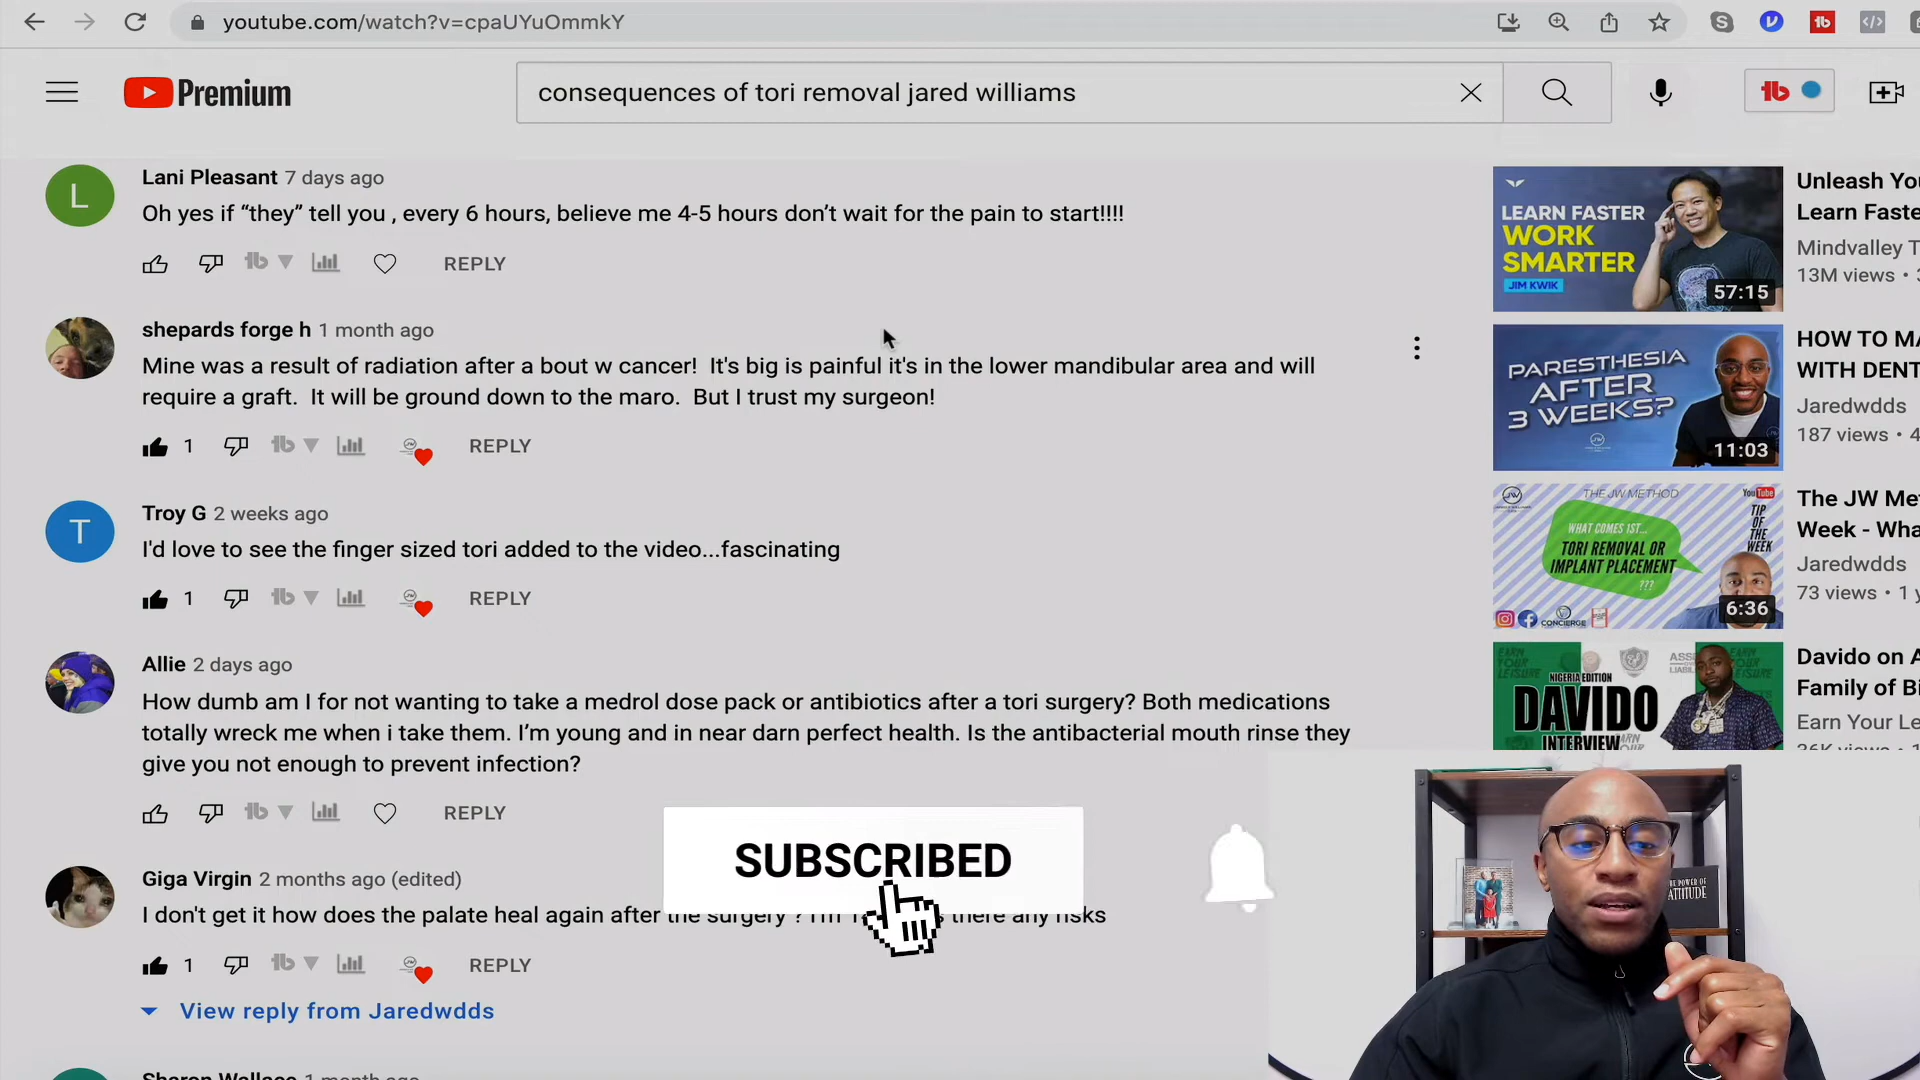 youtube.com/watch?v=cpaUYuOmmkY
Premium
consequences of tori removal jared williams
Lani Pleasant 7 days ago
Oh yes if “they” tell you , every 6 hours, believe me 4-5 hours don’t wait for the pain to start!!!!
REPLY
shepards forge h 1 month ago
Mine was a result of radiation after a bout w cancer!  It's big is painful it's in the lower mandibular area and will
require a graft.  It will be ground down to the maro.  But I trust my surgeon!
1 REPLY
T
Troy G 2 weeks ago
I'd love to see the finger sized tori added to the video...fascinating
1 REPLY
Allie 2 days ago
How dumb am I for not wanting to take a medrol dose pack or antibiotics after a tori surgery? Both medications
totally wreck me when i take them. I’m young and in near darn perfect health. Is the antibacterial mouth rinse they
give you not enough to prevent infection?
REPLY
SUBSCRIBED
Giga Virgin 2 months ago (edited)
I don't get it how does the palate heal again after the surgery ? I'm there any risks
1 REPLY
View reply from Jaredwdds
Sharon Wallace 1 month ago
L
LEARN FASTER
WORK
SMARTER
JIM KWIK
57:15
Unleash You
Learn Faste
Mindvalley T
13M views •
PARESTHESIA
AFTER
3 WEEKS?
11:03
HOW TO MA
WITH DENT
Jaredwdds
187 views • 4
THE JW METHOD
YouTube
WHAT COMES 1ST...
TORI REMOVAL OR
IMPLANT PLACEMENT
???
TIP
OF THE
WEEK
CONCIERGE
6:36
The JW Met
Week - Wha
Jaredwdds
73 views • 1 y
EARN YOUR LEISURE
NIGERIA EDITION
DAVIDO
INTERVIEW
Davido on A
Family of Bi
Earn Your Le
36K views • 1